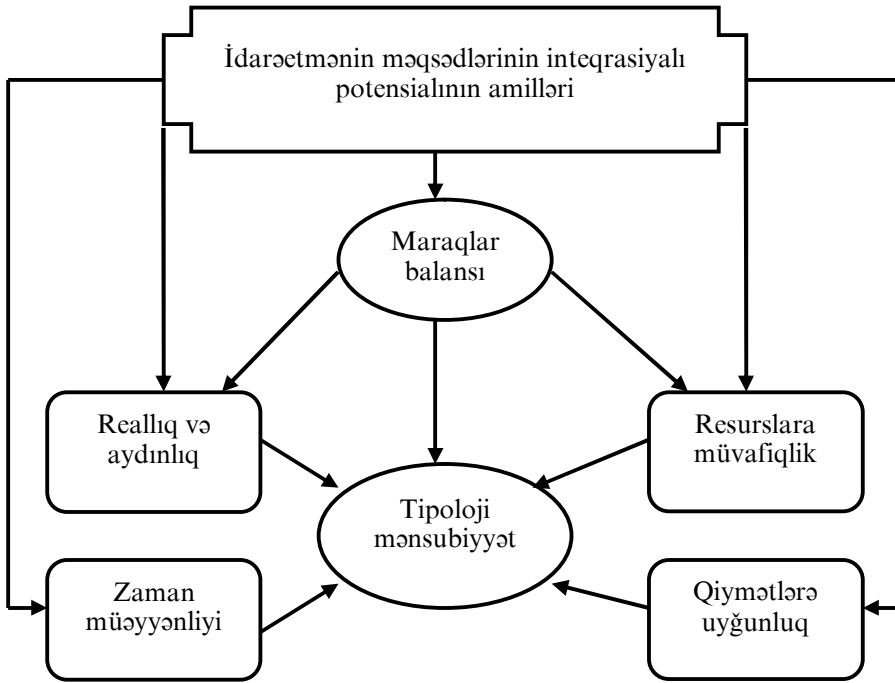 İdarəetmənin məqsədlərinin inteqrasiyalı
potensialının amilləri
Maraqlar
balansı
Reallıq və
aydınlıq
Resurslara
müvafiqlik
Tipoloji
mənsubiyyət
Zaman
müəyyənliyi
Qiymətlərə
uyğunluq